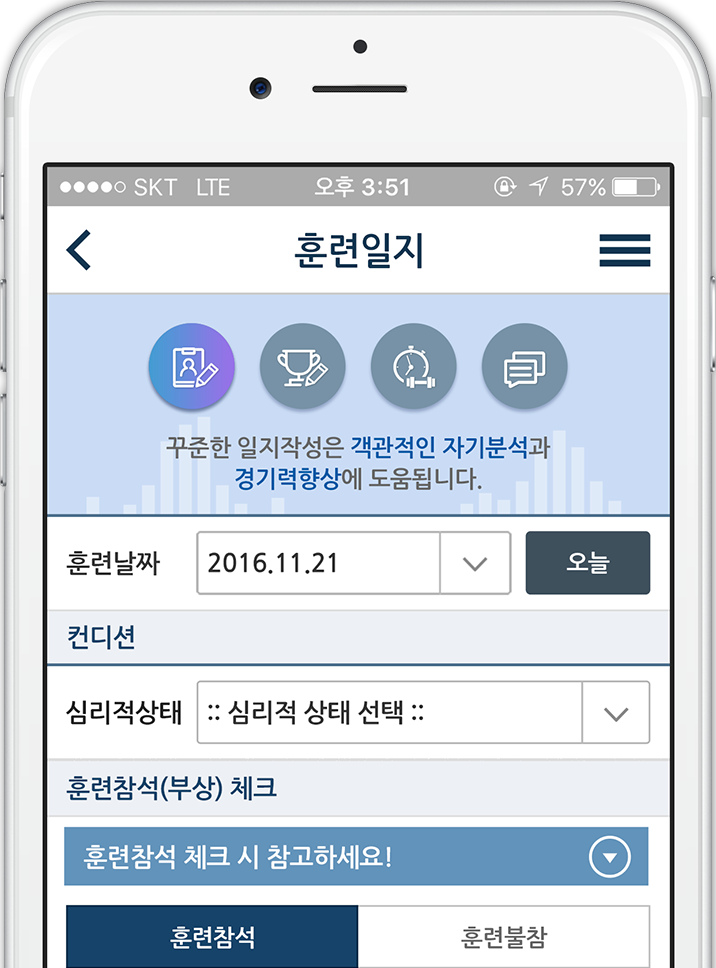 SKT LTE 오후 3:51 57%
훈련일지
꾸준한 일지작성은 객관적인 자기분석과
경기력향상에 도움됩니다.
훈련날짜 2016.11.21 오늘
컨디션
심리적상태 :: 심리적 상태 선택 ::
훈련참석(부상) 체크
훈련참석 체크 시 참고하세요!
훈련참석 훈련불참